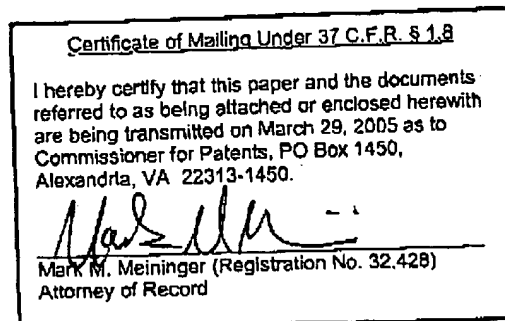 Certificate of Mailing Under 37 C.F.R. § 1.8
I hereby certify that this paper and the documents
referred to as being attached or enclosed herewith
are being transmitted on March 29, 2005 as to
Commissioner for Patents, PO Box 1450,
Alexandria, VA 22313-1450.
Mark M. Meininger (Registration No. 32,428)
Attorney of Record